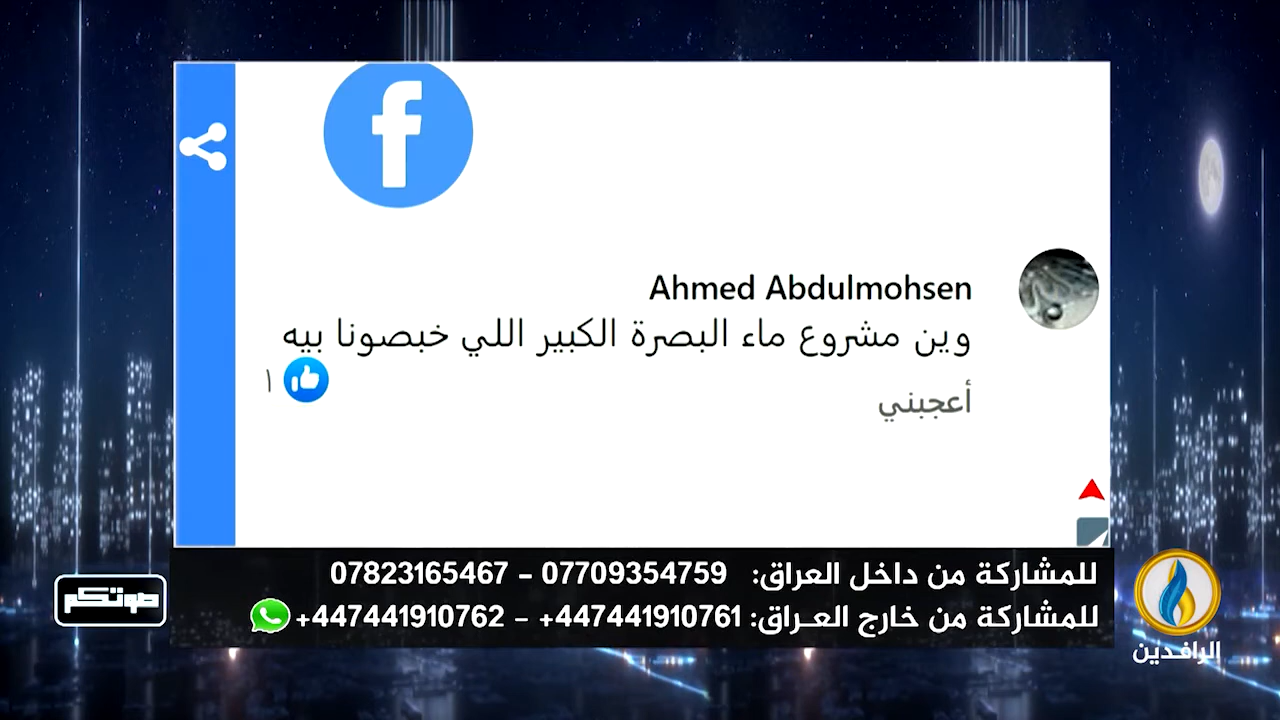 Ahmed Abdulmohsen
وين مشروع ماء البصرة الكبير اللي خبصونا بيه
١
أعجبني
للمشاركة من داخل العراق: 07709354759 - 07823165467
للمشاركة من خارج العـراق: 447441910761+ - 447441910762+
صوتكم
الرافدين